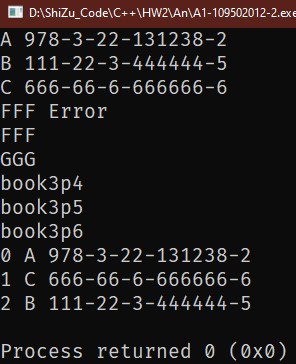 D:\ShiZu_Code\C++\HW2\An\A1-109502012-2.exe
A 978-3-22-131238-2
B 111-22-3-444444-5
C 666-66-6-666666-6
FFF Error
FFF
GGG
book3p4
book3p5
book3p6
0 A 978-3-22-131238-2
1 C 666-66-6-666666-6
2 B 111-22-3-444444-5
Process returned 0 (0x0)